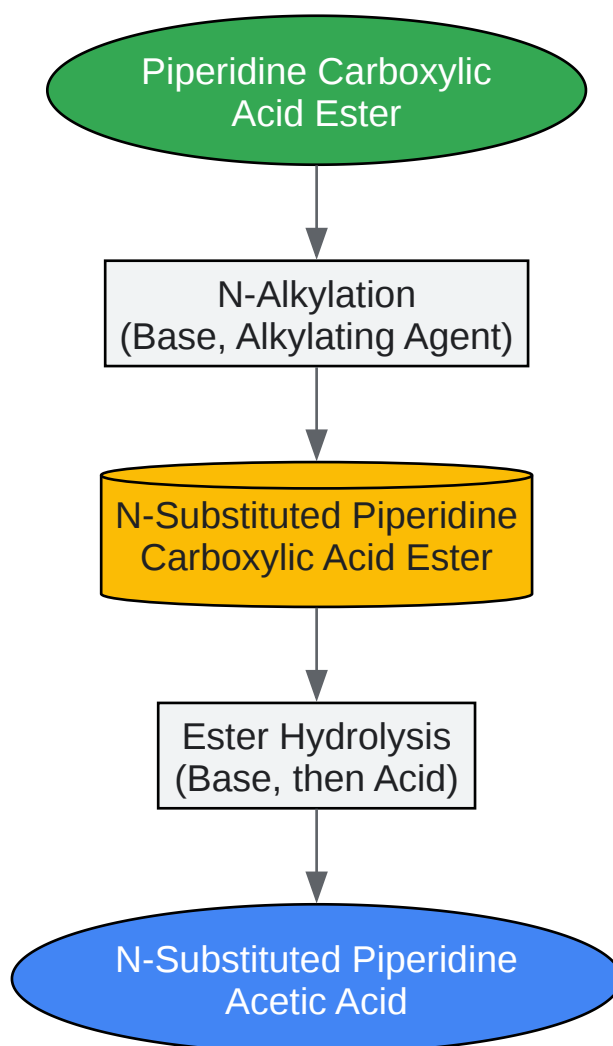 Piperidine Carboxylic
Acid Ester
N-Alkylation
(Base, Alkylating Agent)
N-Substituted Piperidine
Carboxylic Acid Ester
Ester Hydrolysis
(Base, then Acid)
N-Substituted Piperidine
Acetic Acid